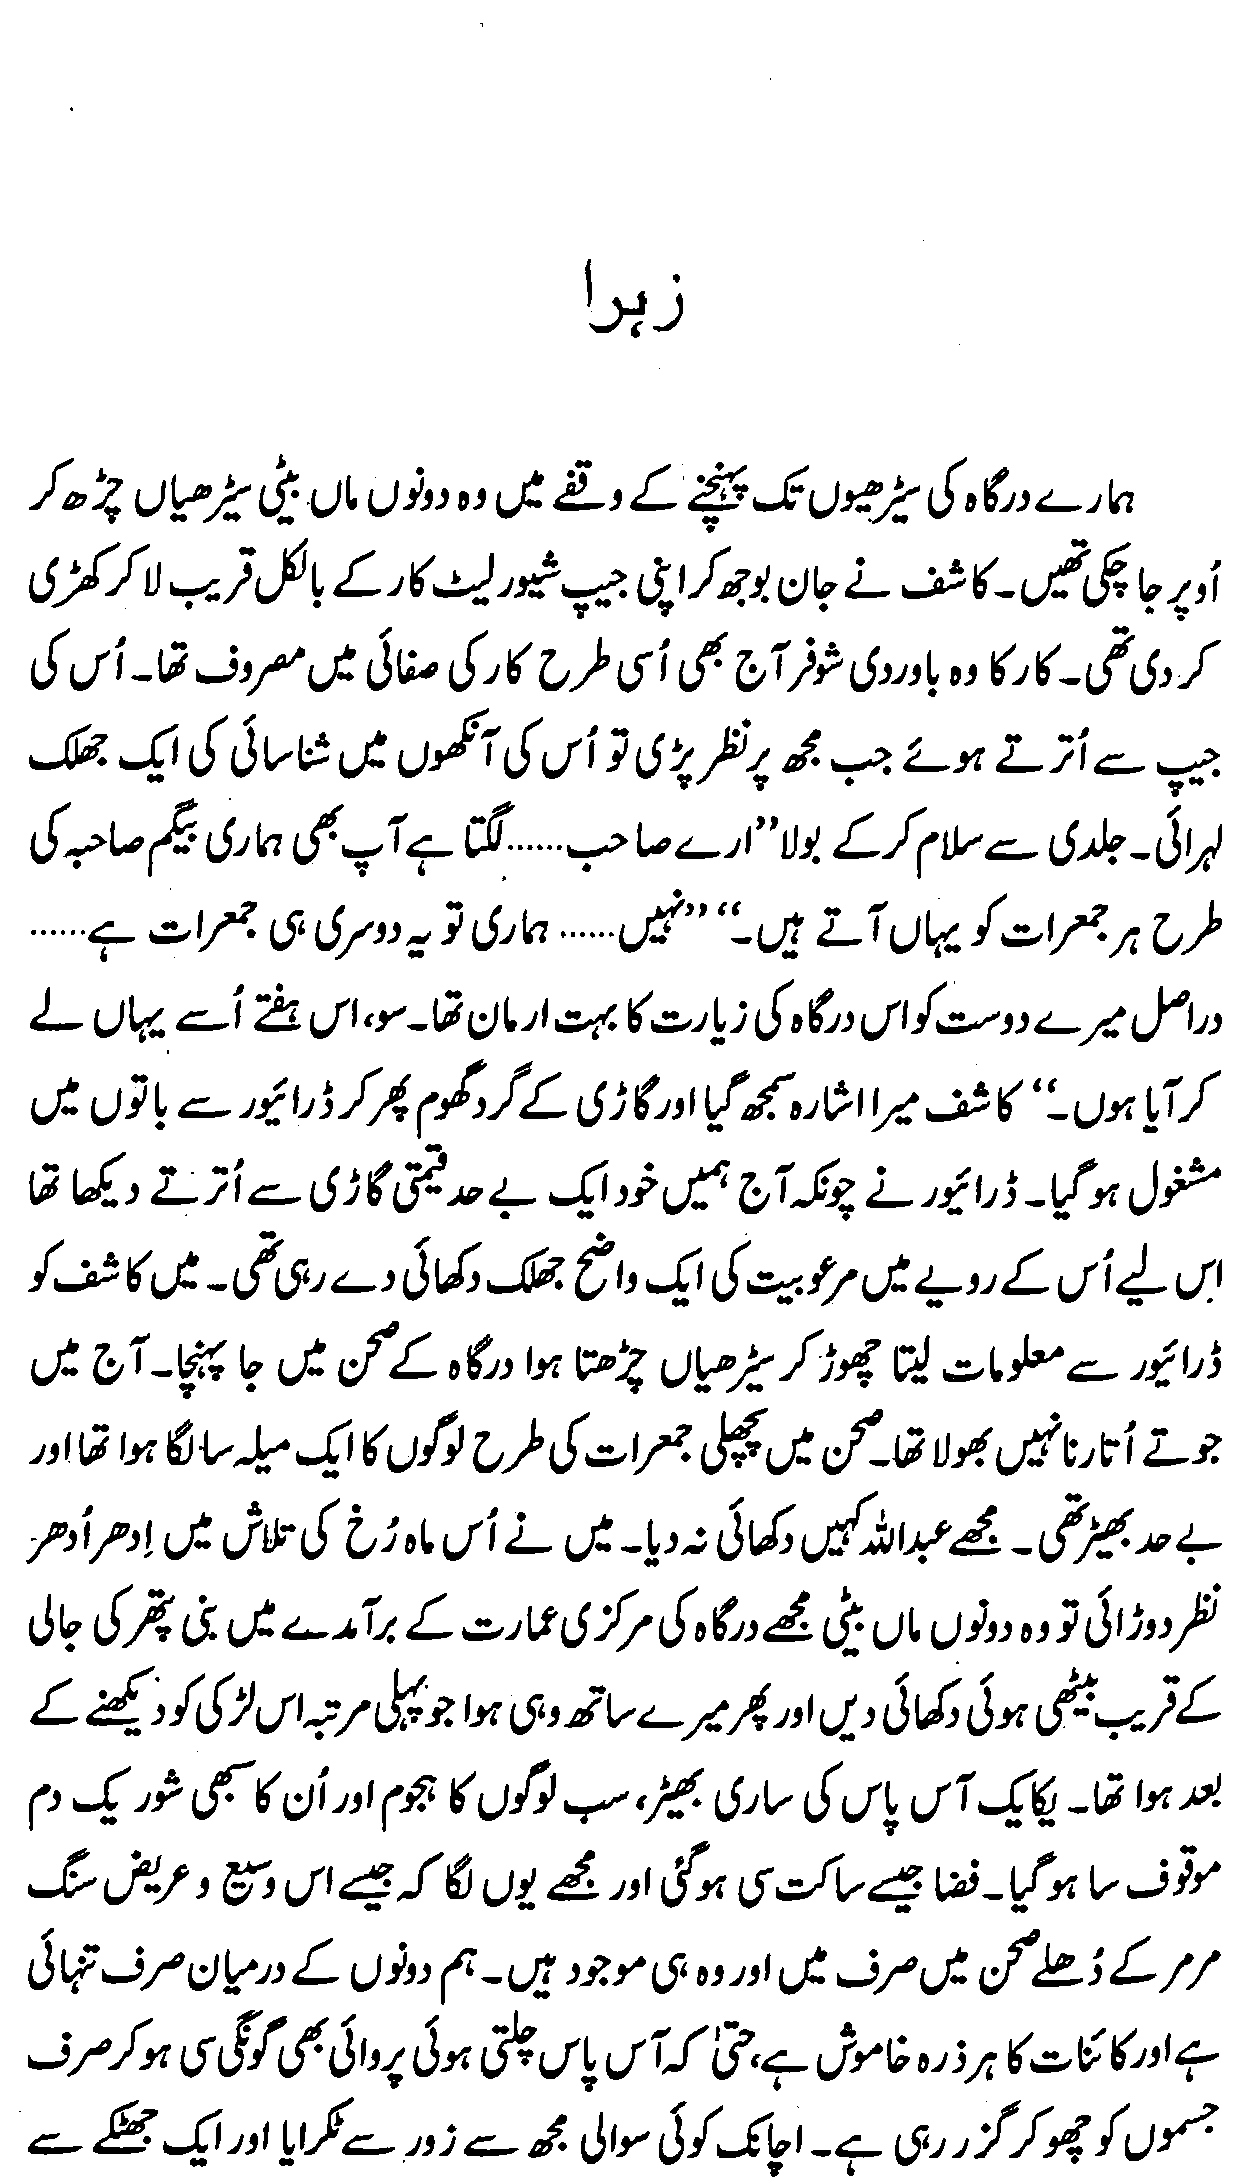 زہرا
ہمارے درگاہ کی سیڑھیوں تک پہنچنے کے وقفے میں وہ دونوں ماں بیٹی سیڑھیاں چڑھ کر
اُوپر جا چکی تھیں۔ کاشف نے جان بوجھ کر اپنی جیپ شیورلیٹ کار کے بالکل قریب لا کر کھڑی
کر دی تھی۔ کار کا وہ باوردی شوفر آج بھی اُسی طرح کار کی صفائی میں مصروف تھا۔ اُس کی
جیپ سے اُترتے ہوئے جب مجھ پر نظر پڑی تو اُس کی آنکھوں میں شناسائی کی ایک جھلک
لہرائی۔ جلدی سے سلام کر کے بولا ”ارے صاحب...... لگتا ہے آپ بھی ہماری بیگم صاحبہ کی
طرح ہر جمعرات کو یہاں آتے ہیں۔“ ”نہیں...... ہماری تو یہ دوسری ہی جمعرات ہے......
دراصل میرے دوست کو اس درگاہ کی زیارت کا بہت ارمان تھا۔ سو، اس ہفتے اُسے یہاں لے
کر آیا ہوں۔“ کاشف میرا اشارہ سمجھ گیا اور گاڑی کے گرد گھوم پھر کر ڈرائیور سے باتوں میں
مشغول ہو گیا۔ ڈرائیور نے چونکہ آج ہمیں خود ایک بے حد قیمتی گاڑی سے اُترتے دیکھا تھا
اس لیے اُس کے رویے میں مرعوبیت کی ایک واضح جھلک دکھائی دے رہی تھی۔ میں کاشف کو
ڈرائیور سے معلومات لیتا چھوڑ کر سیڑھیاں چڑھتا ہوا درگاہ کے صحن میں جا پہنچا۔ آج میں
جوتے اُتارنا نہیں بھولا تھا۔ صحن میں پچھلی جمعرات کی طرح لوگوں کا ایک میلہ سا لگا ہوا تھا اور
بے حد بھیڑ تھی۔ مجھے عبداللہ کہیں دکھائی نہ دیا۔ میں نے اُس ماہ رُخ کی تلاش میں اِدھر اُدھر
نظر دوڑائی تو وہ دونوں ماں بیٹی مجھے درگاہ کی مرکزی عمارت کے برآمدے میں بنی پتھر کی جالی
کے قریب بیٹھی ہوئی دکھائی دیں اور پھر میرے ساتھ وہی ہوا جو پہلی مرتبہ اس لڑکی کو دیکھنے کے
بعد ہوا تھا۔ یکایک آس پاس کی ساری بھیڑ، سب لوگوں کا ہجوم اور اُن کا سبھی شور یک دم
موقوف سا ہو گیا۔ فضا جیسے ساکت سی ہو گئی اور مجھے یوں لگا کہ جیسے اس وسیع و عریض سنگ
مرمر کے دُھلے صحن میں صرف میں اور وہ ہی موجود ہیں۔ ہم دونوں کے درمیان صرف تنہائی
ہے اور کائنات کا ہر ذرہ خاموش ہے، حتیٰ کہ آس پاس چلتی ہوئی پروائی بھی گونگی سی ہو کر صرف
جسموں کو چھو کر گزر رہی ہے۔ اچانک کوئی سوالی مجھ سے زور سے ٹکرایا اور ایک جھٹکے سے